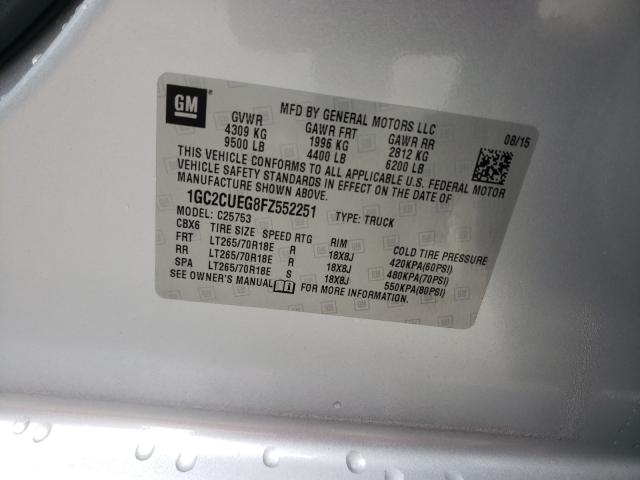 GM
MFD BY GENERAL MOTORS LLC
08/15
GVWR GAWR FRT GAWR RR
4309 KG 1996 KG 2812 KG
9500 LB 4400 LB 6200 LB
THIS VEHICLE CONFORMS TO ALL APPLICABLE U.S. FEDERAL MOTOR
VEHICLE SAFETY STANDARDS IN EFFECT ON THE DATE OF
MANUFACTURE SHOWN ABOVE.
1GC2CUEG8FZ552251 TYPE: TRUCK
MODEL: C25753
CBX6 TIRE SIZE SPEED RTG RIM COLD TIRE PRESSURE
FRT LT265/70R18E R 18X8J 420KPA(60PSI)
RR LT265/70R18E R 18X8J 480KPA(70PSI)
SPA LT265/70R18E S 18X8J 550KPA(80PSI)
SEE OWNER'S MANUAL FOR MORE INFORMATION.